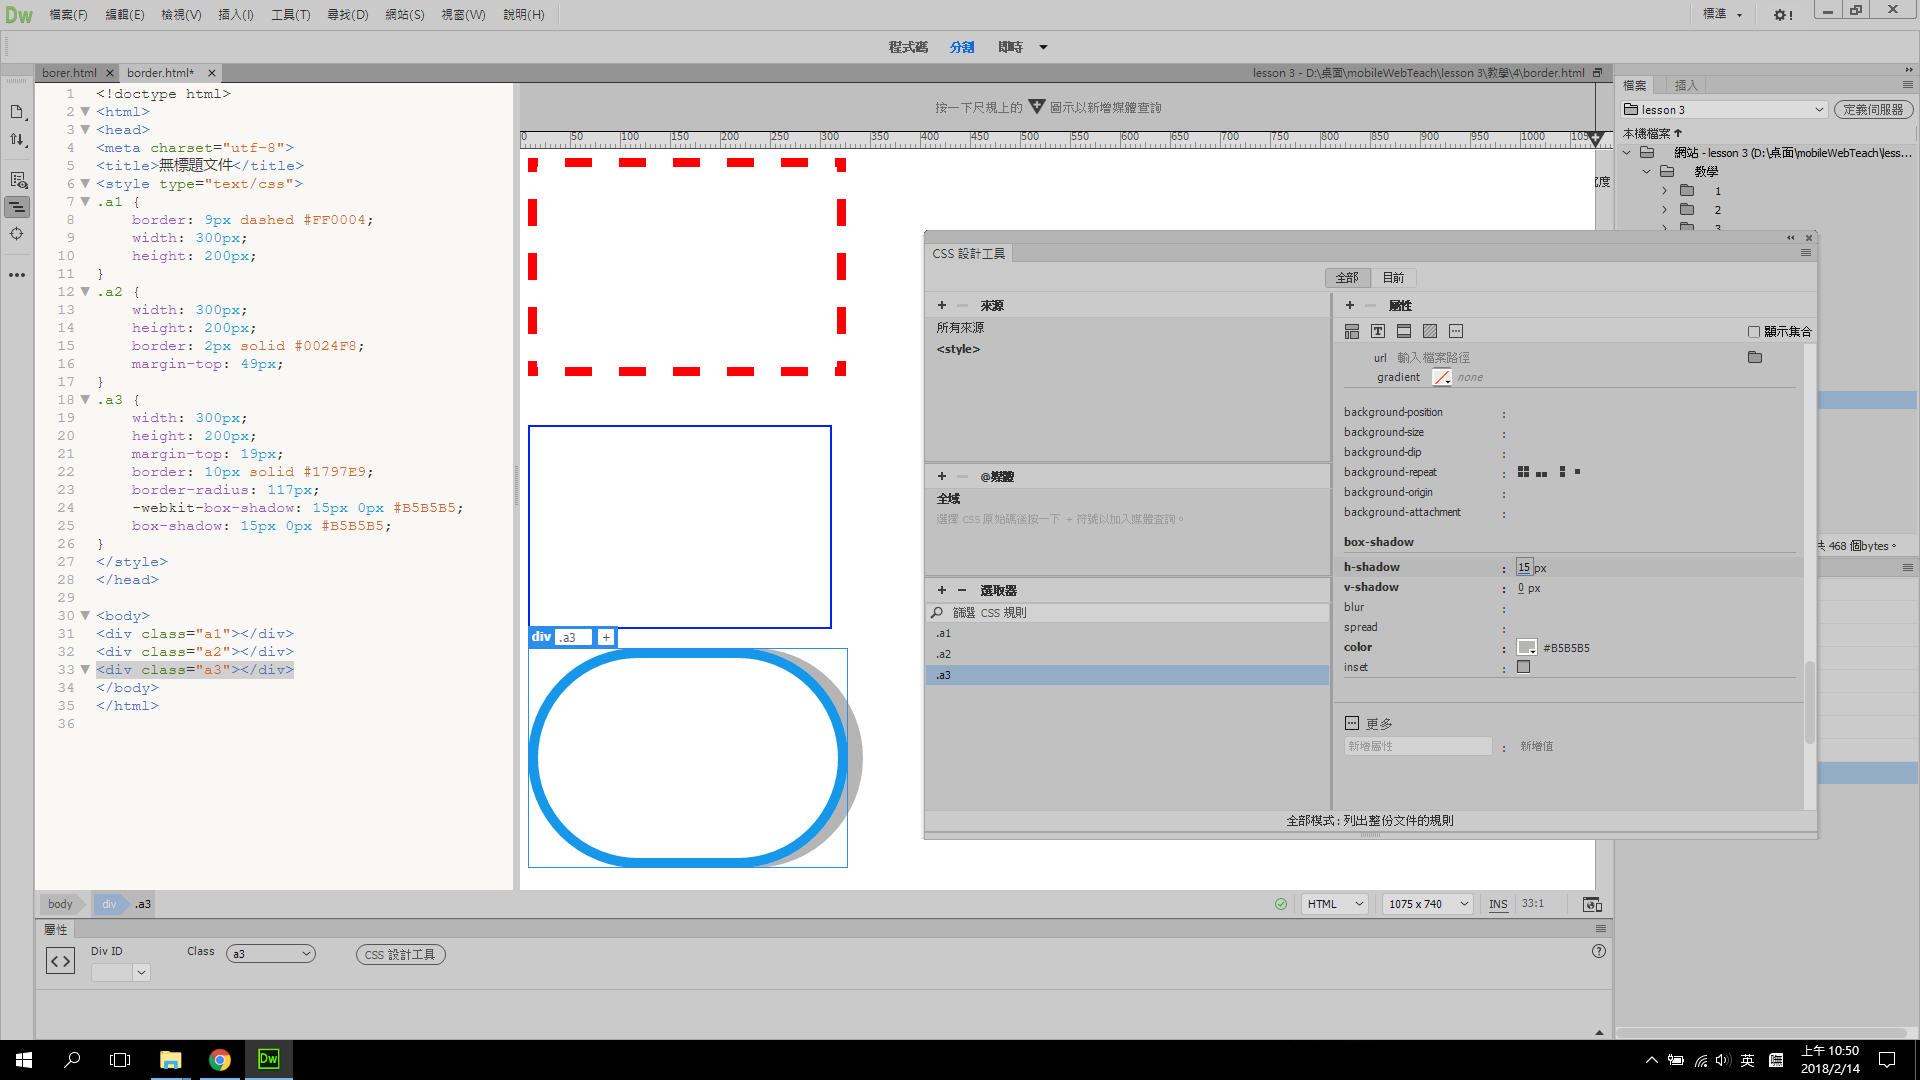 Dw 檔案(F) 編輯(E) 檢視(V) 插入(I) 工具(T) 尋找(D) 網站(S) 視窗(W) 說明(H) 標準
程式碼 分割 即時
borer.html border.html* lesson 3 - D:\桌面\mobileWebTeach\lesson 3\教學\4\border.html
按一下尺規上的 圖示以新增媒體查詢
0 50 100 150 200 250 300 350 400 450 500 550 600 650 700 750 800 850 900 950 1000
1 <!doctype html>
2 <html>
3 <head>
4 <meta charset="utf-8">
5 <title>無標題文件</title>
6 <style type="text/css">
7 .a1 {
8 border: 9px dashed #FF0004;
9 width: 300px;
10 height: 200px;
11 }
12 .a2 {
13 width: 300px;
14 height: 200px;
15 border: 2px solid #0024F8;
16 margin-top: 49px;
17 }
18 .a3 {
19 width: 300px;
20 height: 200px;
21 margin-top: 19px;
22 border: 10px solid #1797E9;
23 border-radius: 117px;
24 -webkit-box-shadow: 15px 0px #B5B5B5;
25 box-shadow: 15px 0px #B5B5B5;
26 }
27 </style>
28 </head>
29
30 <body>
31 <div class="a1"></div>
32 <div class="a2"></div>
33 <div class="a3"></div>
34 </body>
35 </html>
36
div .a3 +
檔案 插入
lesson 3 定義伺服器
本機檔案
網站 - lesson 3 (D:\桌面\mobileWebTeach\less...
教學
1
2
3
共 468 個bytes。
CSS 設計工具
全部 目前
+ 來源
所有來源
<style>
+ @媒體
全域
選擇 CSS 原始碼後按一下 + 符號以加入媒體查詢。
+ − 選取器
篩選 CSS 規則
.a1
.a2
.a3
+ 屬性
顯示集合
url 輸入檔案路徑
gradient none
background-position :
background-size :
background-clip :
background-repeat
background-origin :
background-attachment :
box-shadow
h-shadow : 15 px
v-shadow : 0 px
blur :
spread :
color : #B5B5B5
inset :
更多
新增屬性 : 新增值
全部模式 : 列出整份文件的規則
body div .a3 HTML 1075 x 740 INS 33:1
屬性
Div ID Class a3 CSS 設計工具
Dw 英 上午 10:50
2018/2/14